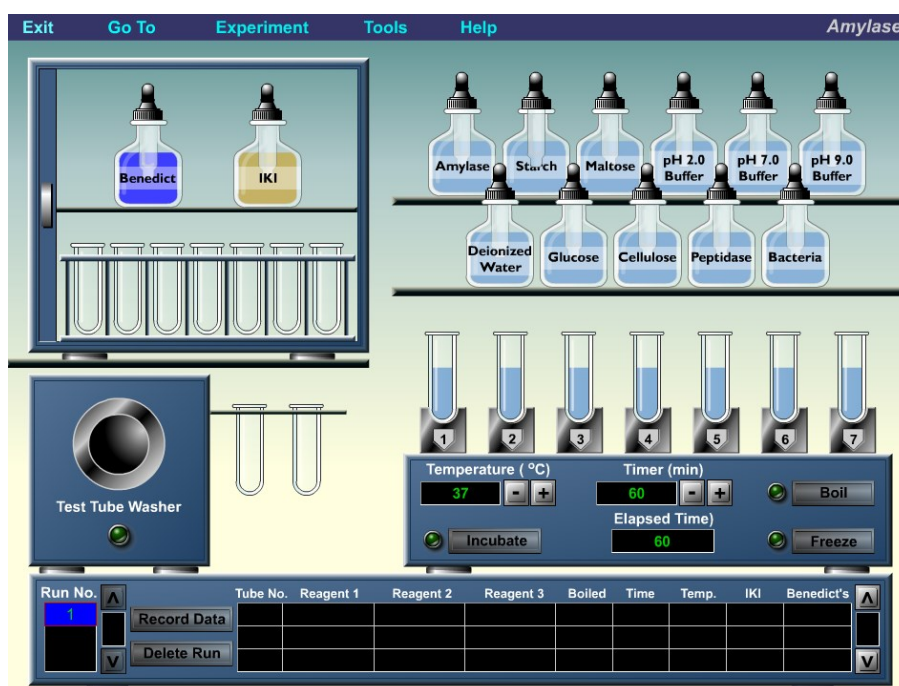 Exit Go To Experiment Tools Help Amylase
Benedict IKI
Amylase Starch Maltose pH 2.0 Buffer pH 7.0 Buffer pH 9.0 Buffer
Deionized Water Glucose Cellulose Peptidase Bacteria
1 2 3 4 5 6 7
Temperature ( °C) Timer (min)
37 - + 60 - + Boil
Elapsed Time)
Incubate 60 Freeze
Test Tube Washer
Run No. Tube No. Reagent 1 Reagent 2 Reagent 3 Boiled Time Temp. IKI Benedict's
1
Record Data
Delete Run